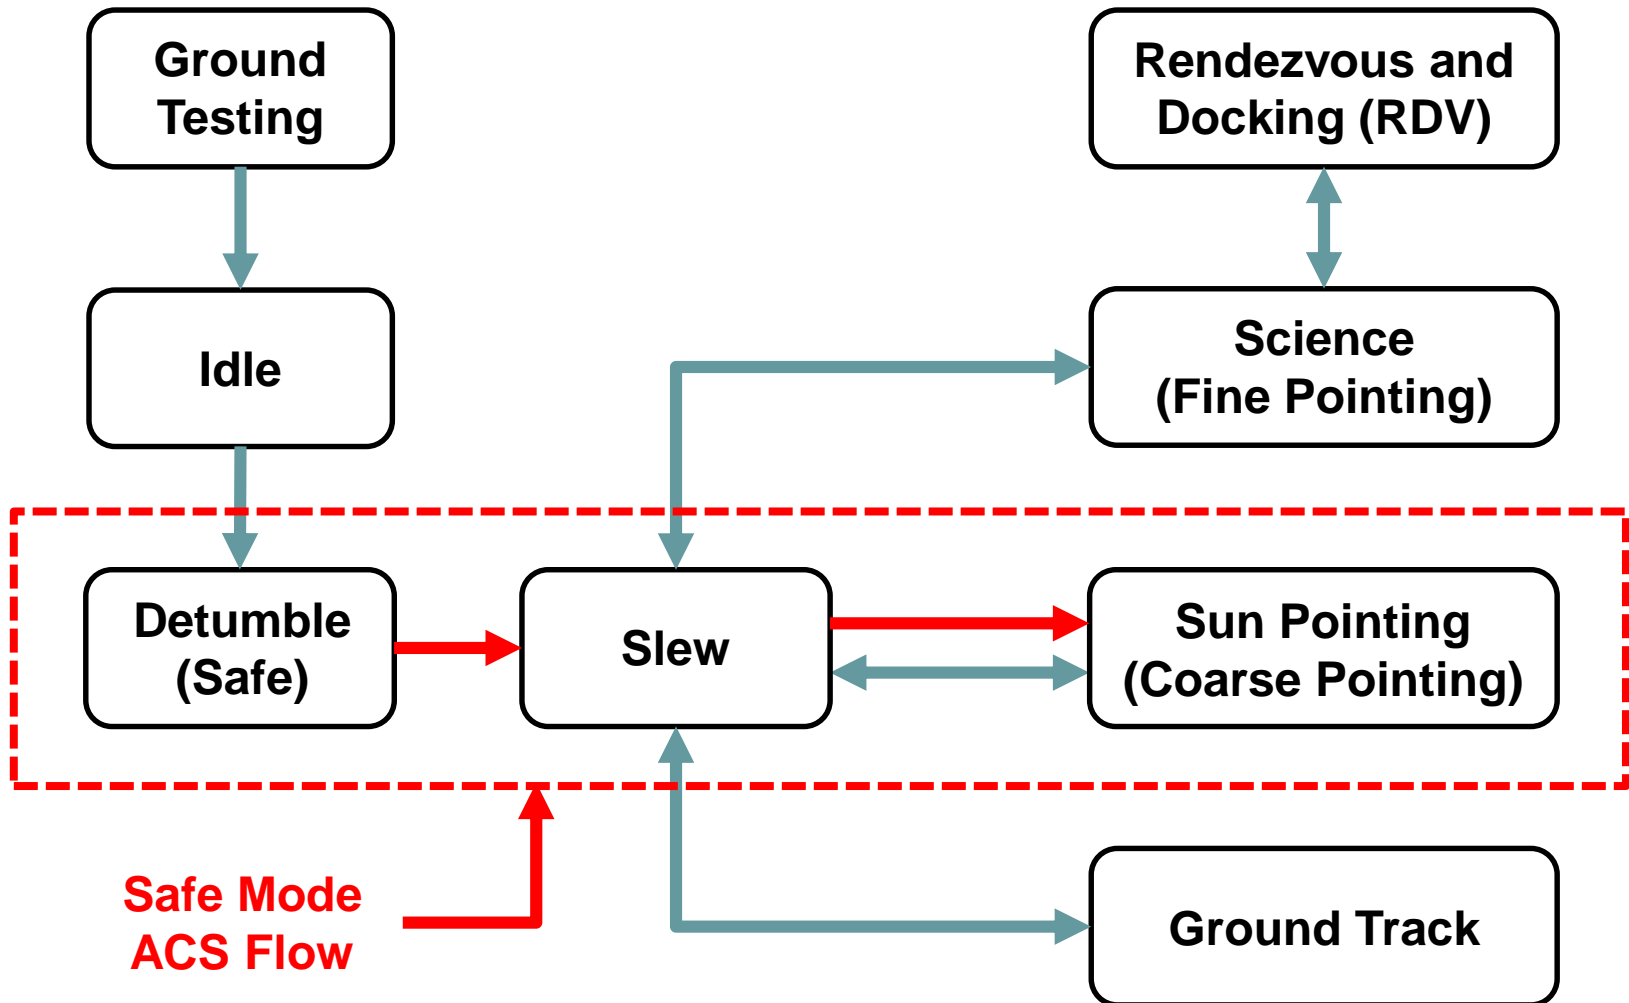 Ground
Testing
Rendezvous and
Docking (RDV)
Idle
Science
(Fine Pointing)
Detumble
(Safe)
Slew
Sun Pointing
(Coarse Pointing)
Safe Mode
ACS Flow
Ground Track